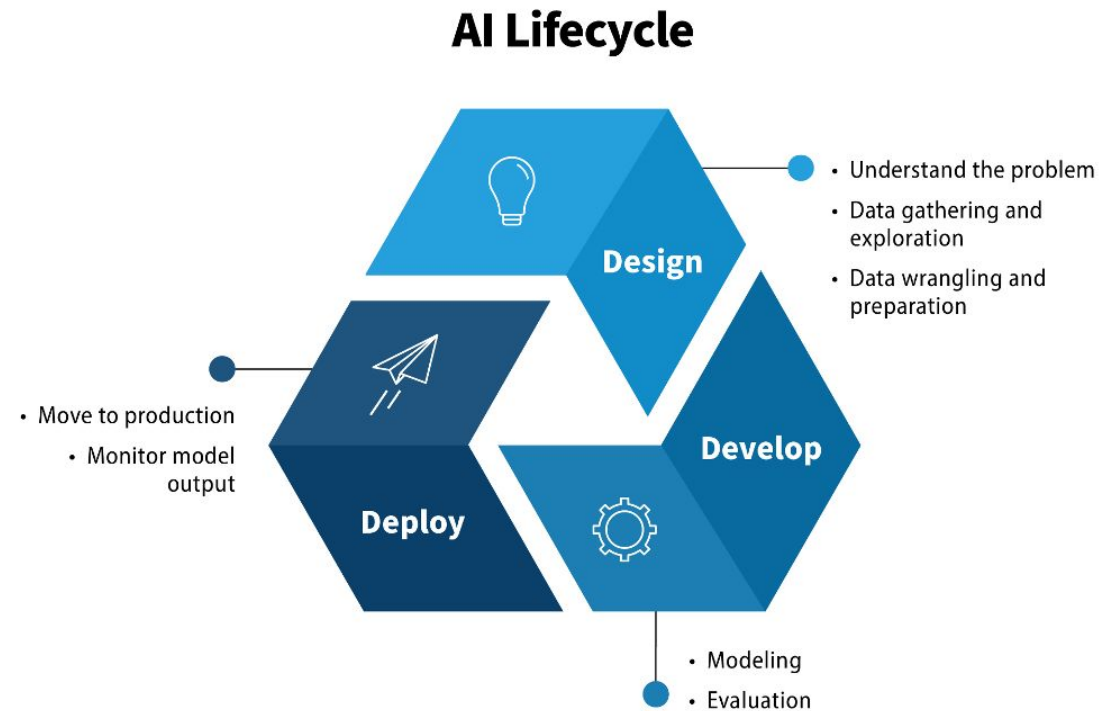 AI Lifecycle
Design
• Understand the problem
• Data gathering and
exploration
• Data wrangling and
preparation
Develop
• Modeling
• Evaluation
Deploy
• Move to production
• Monitor model
output